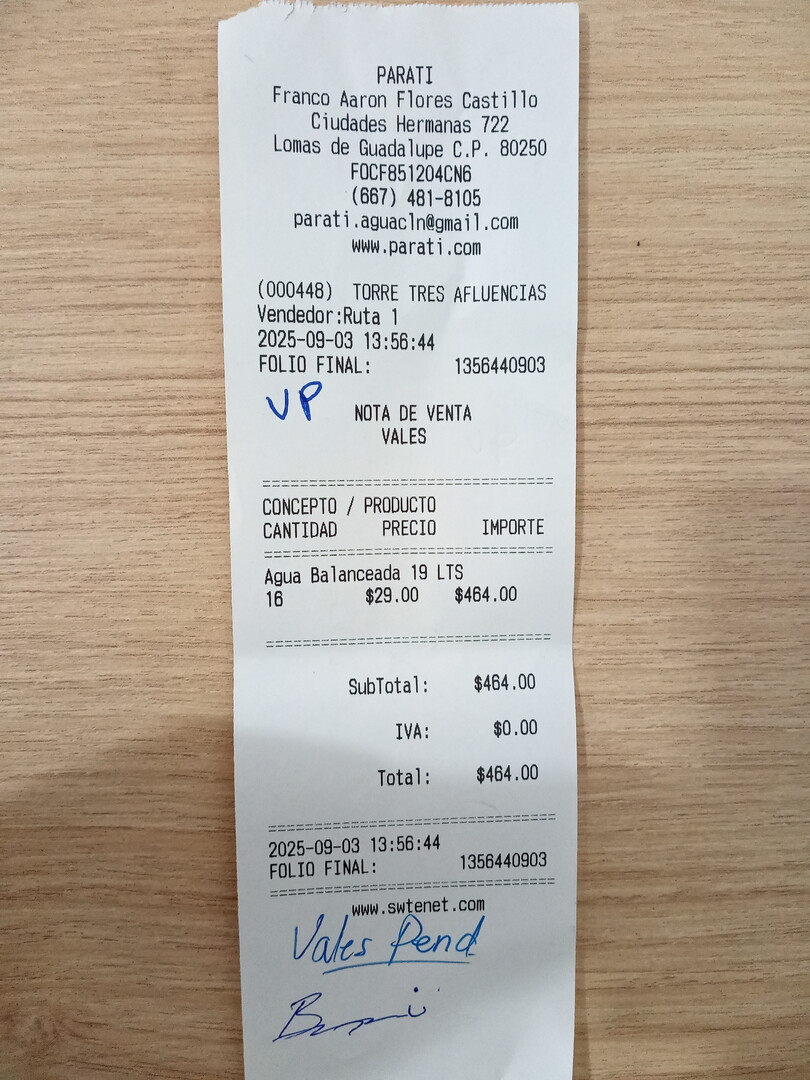 PARATI
Franco Aaron Flores Castillo
Ciudades Hermanas 722
Lomas de Guadalupe C.P. 80250
FOCF851204CN6
(667) 481-8105
parati.aguacln@gmail.com
www.parati.com
(000448) TORRE TRES AFLUENCIAS
Vendedor:Ruta 1
2025-09-03 13:56:44
FOLIO FINAL: 1356440903
VP
NOTA DE VENTA
VALES
CONCEPTO / PRODUCTO
CANTIDAD PRECIO IMPORTE
Agua Balanceada 19 LTS
16 $29.00 $464.00
SubTotal: $464.00
IVA: $0.00
Total: $464.00
2025-09-03 13:56:44
FOLIO FINAL: 1356440903
www.swtenet.com
Vales Pend